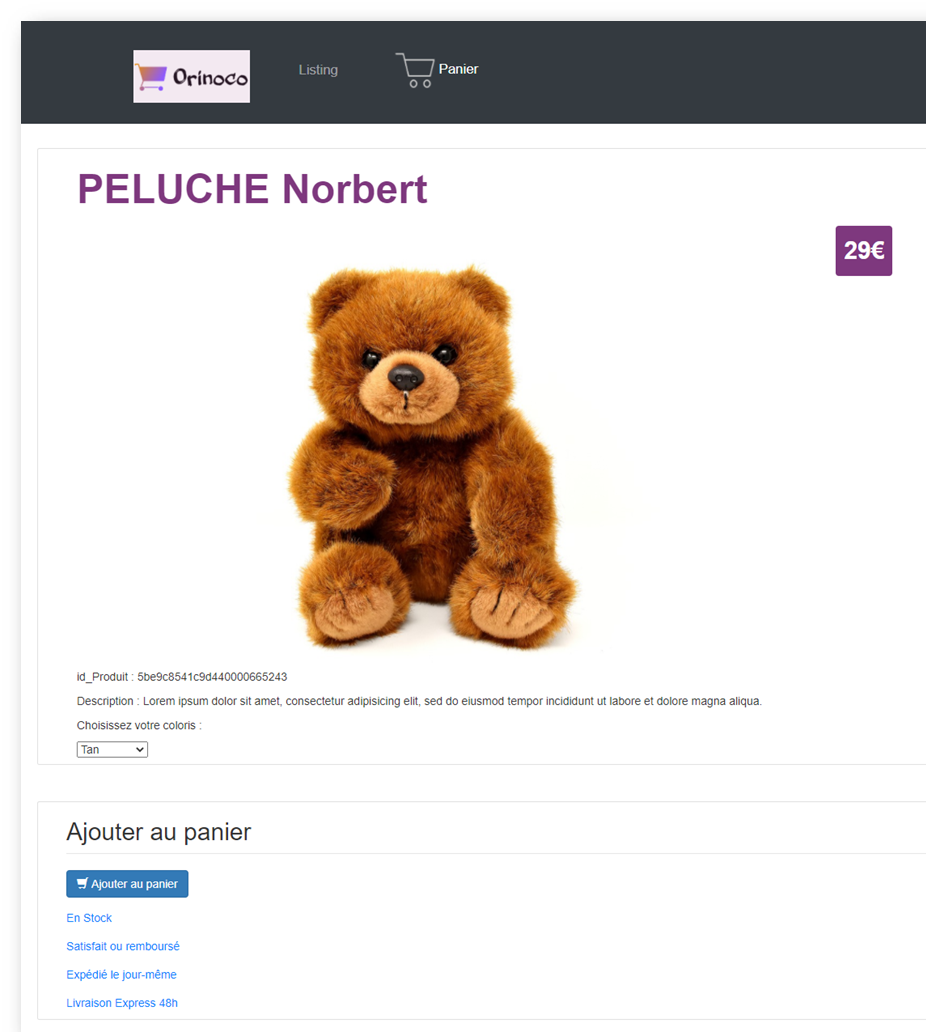 Orinoco
Listing
Panier
PELUCHE Norbert
29€
id_Produit : 5be9c8541c9d440000665243
Description : Lorem ipsum dolor sit amet, consectetur adipisicing elit, sed do eiusmod tempor incididunt ut labore et dolore magna aliqua.
Choisissez votre coloris :
Tan
Ajouter au panier
Ajouter au panier
En Stock
Satisfait ou remboursé
Expédié le jour-même
Livraison Express 48h